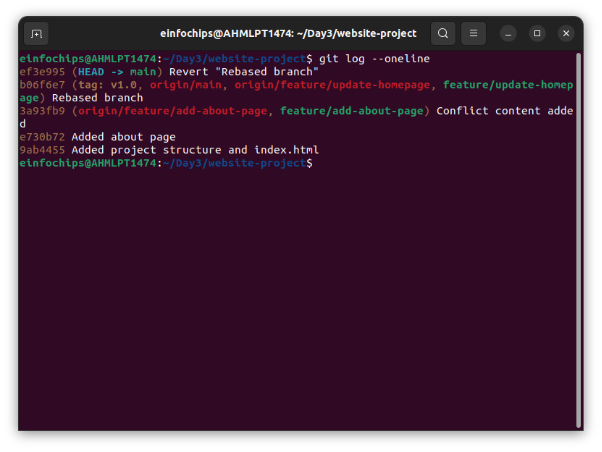 einfochips@AHMLPT1474: ~/Day3/website-project
einfochips@AHMLPT1474:~/Day3/website-project$ git log --oneline
ef3e995 (HEAD -> main) Revert "Rebased branch"
b06f6e7 (tag: v1.0, origin/main, origin/feature/update-homepage, feature/update-homep
age) Rebased branch
3a93fb9 (origin/feature/add-about-page, feature/add-about-page) Conflict content adde
d
e730b72 Added about page
9ab4455 Added project structure and index.html
einfochips@AHMLPT1474:~/Day3/website-project$